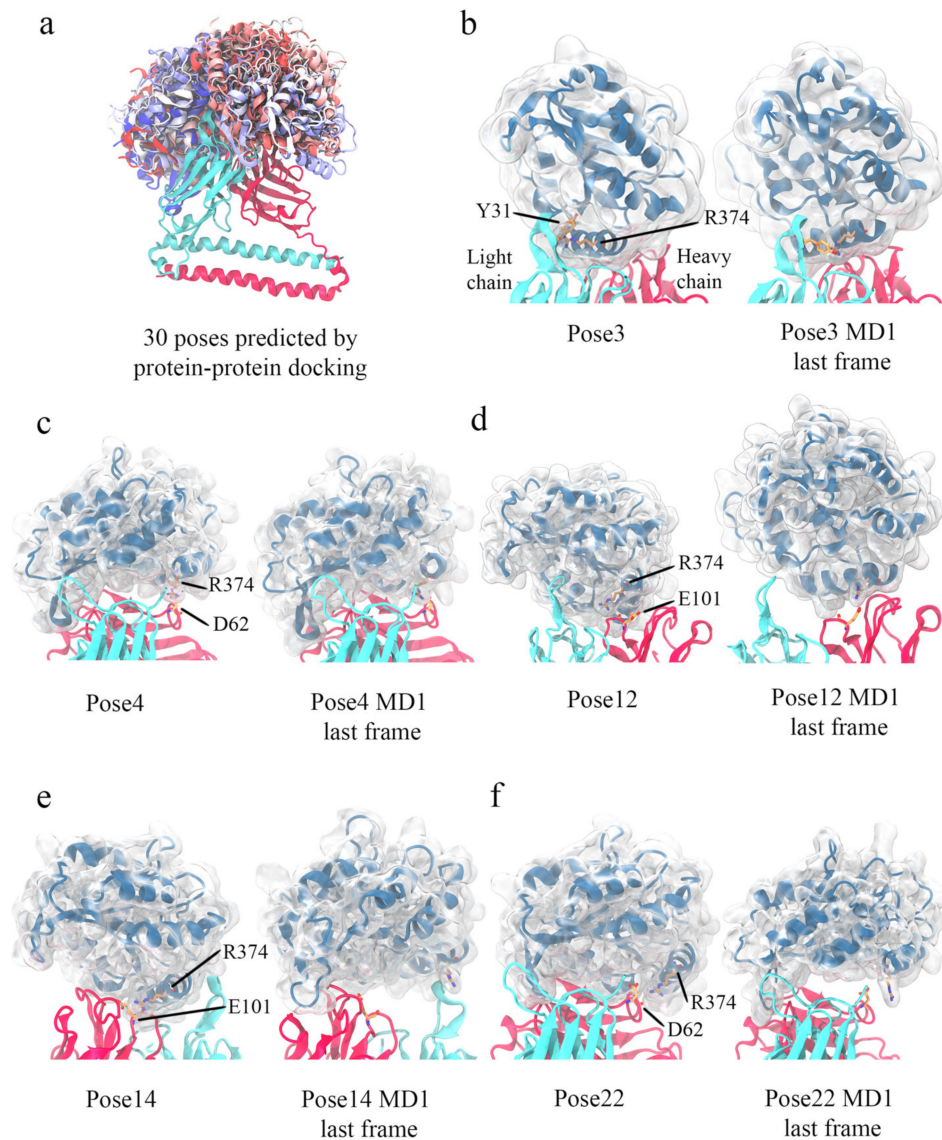 a
30 poses predicted by
protein-protein docking
b
Y31
R374
Light
chain
Heavy
chain
Pose3
Pose3 MD1
last frame
c
R374
D62
Pose4
Pose4 MD1
last frame
d
R374
E101
Pose12
Pose12 MD1
last frame
e
R374
E101
Pose14
Pose14 MD1
last frame
f
R374
D62
Pose22
Pose22 MD1
last frame